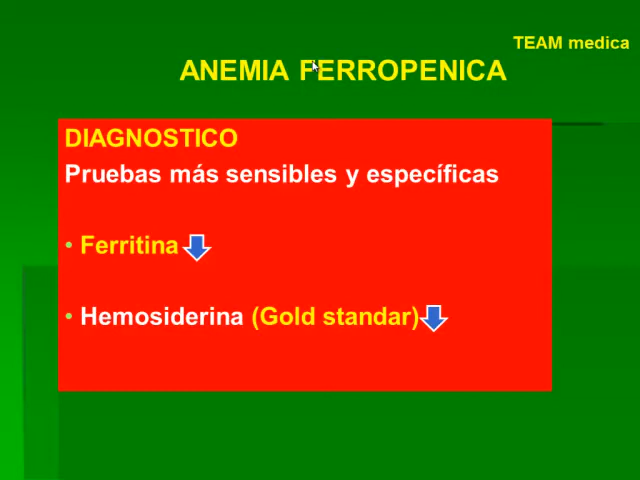 TEAM medica
ANEMIA FERROPENICA
DIAGNOSTICO
Pruebas más sensibles y específicas
• Ferritina
• Hemosiderina (Gold standar)